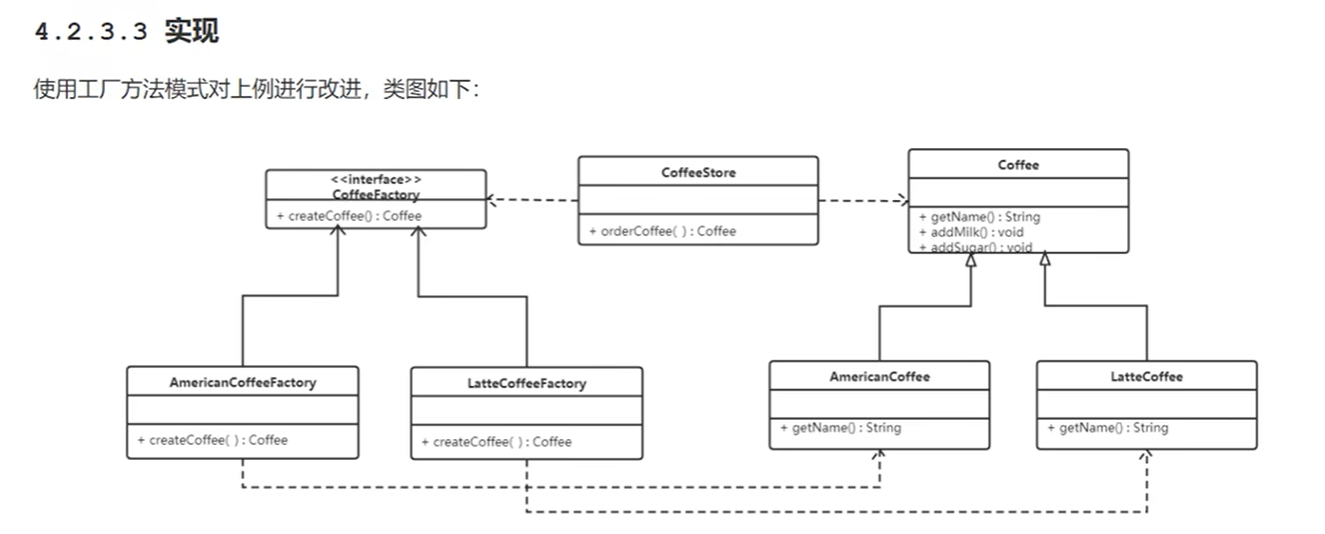 4.2.3.3 实现
使用工厂方法模式对上例进行改进，类图如下：
<<interface>>
CoffeeFactory
+ createCoffee() : Coffee
CoffeeStore
+ orderCoffee( ) : Coffee
Coffee
+ getName() : String
+ addMilk() : void
+ addSugar() : void
AmericanCoffeeFactory
+ createCoffee( ) : Coffee
LatteCoffeeFactory
+ createCoffee( ) : Coffee
AmericanCoffee
+ getName() : String
LatteCoffee
+ getName() : String